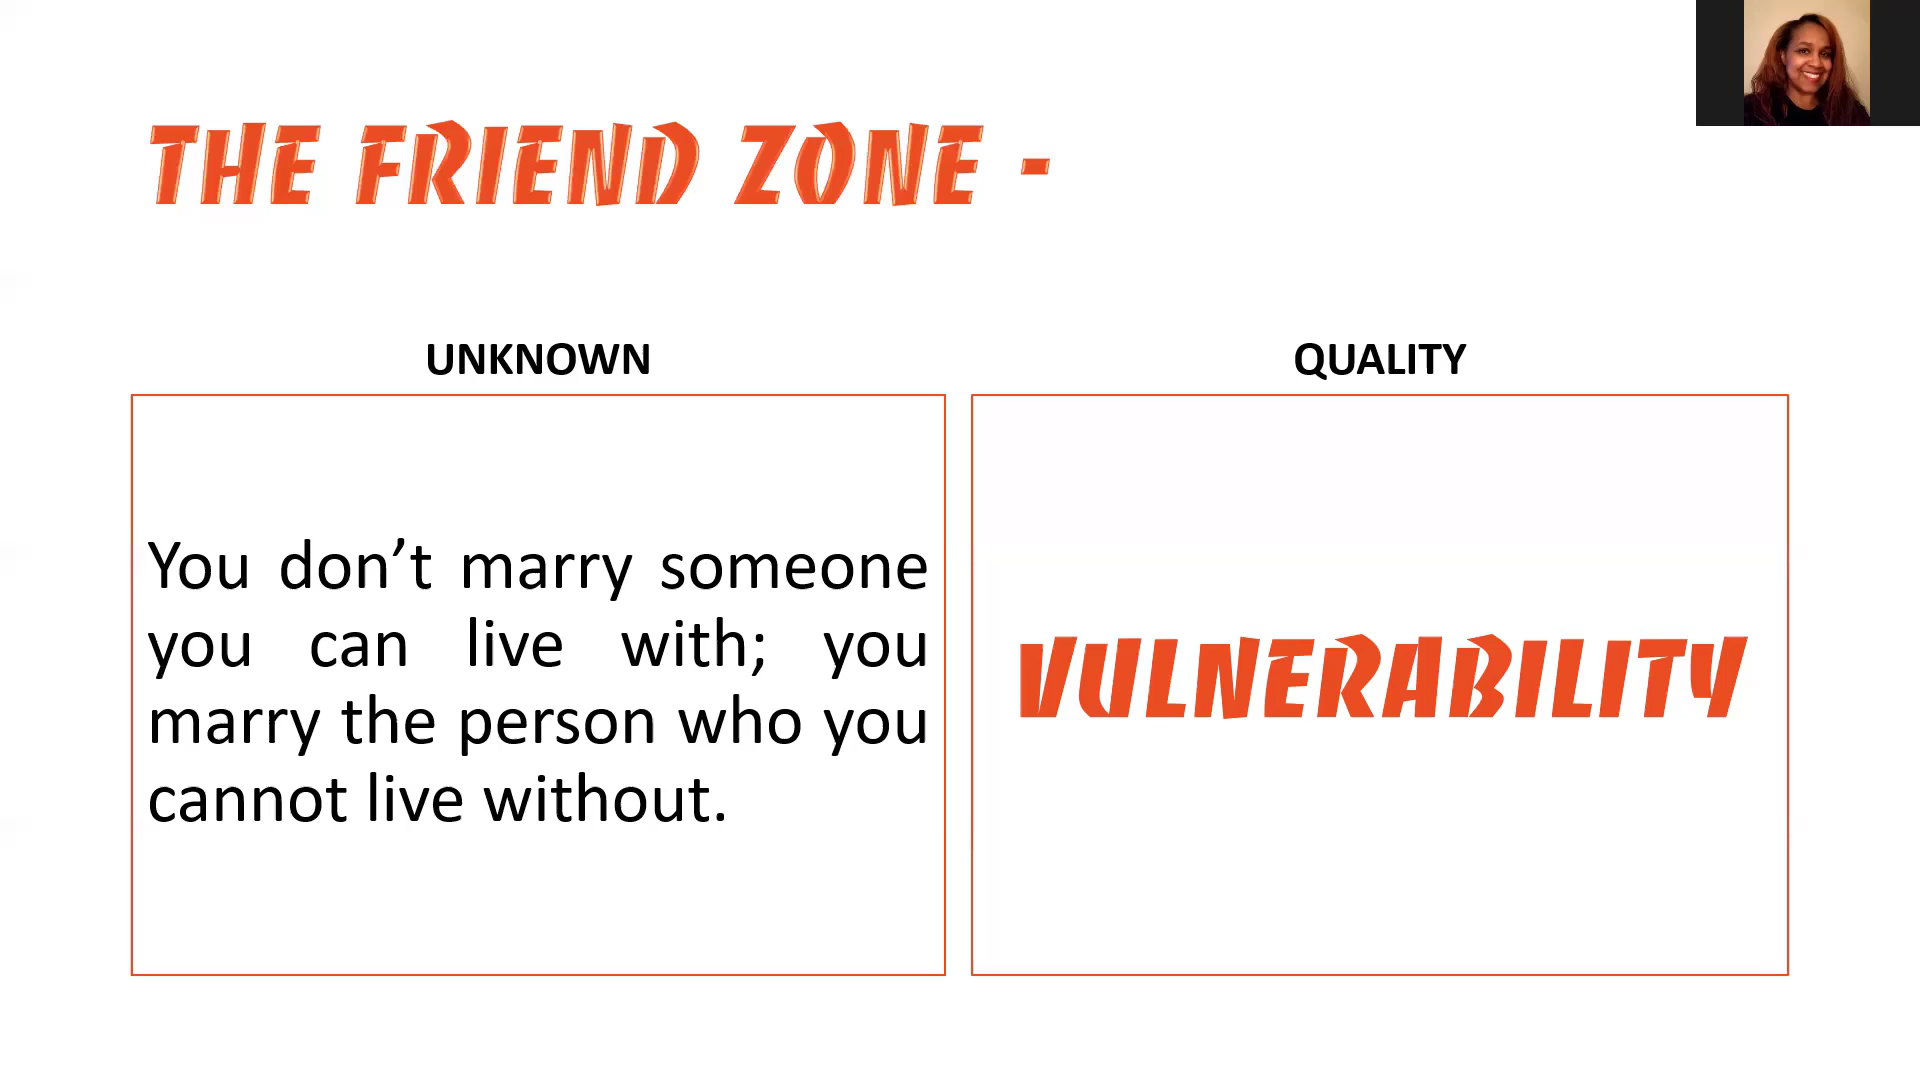 THE FRIEND ZONE -
UNKNOWN
You don’t marry someone
you can live with; you
marry the person who you
cannot live without.
QUALITY
VULNERABILITY